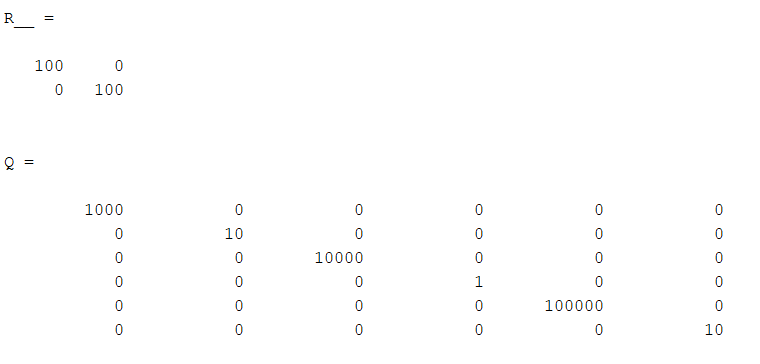 R__ =
100 0
0 100
Q =
1000 0 0 0 0 0
0 10 0 0 0 0
0 0 10000 0 0 0
0 0 0 1 0 0
0 0 0 0 100000 0
0 0 0 0 0 10